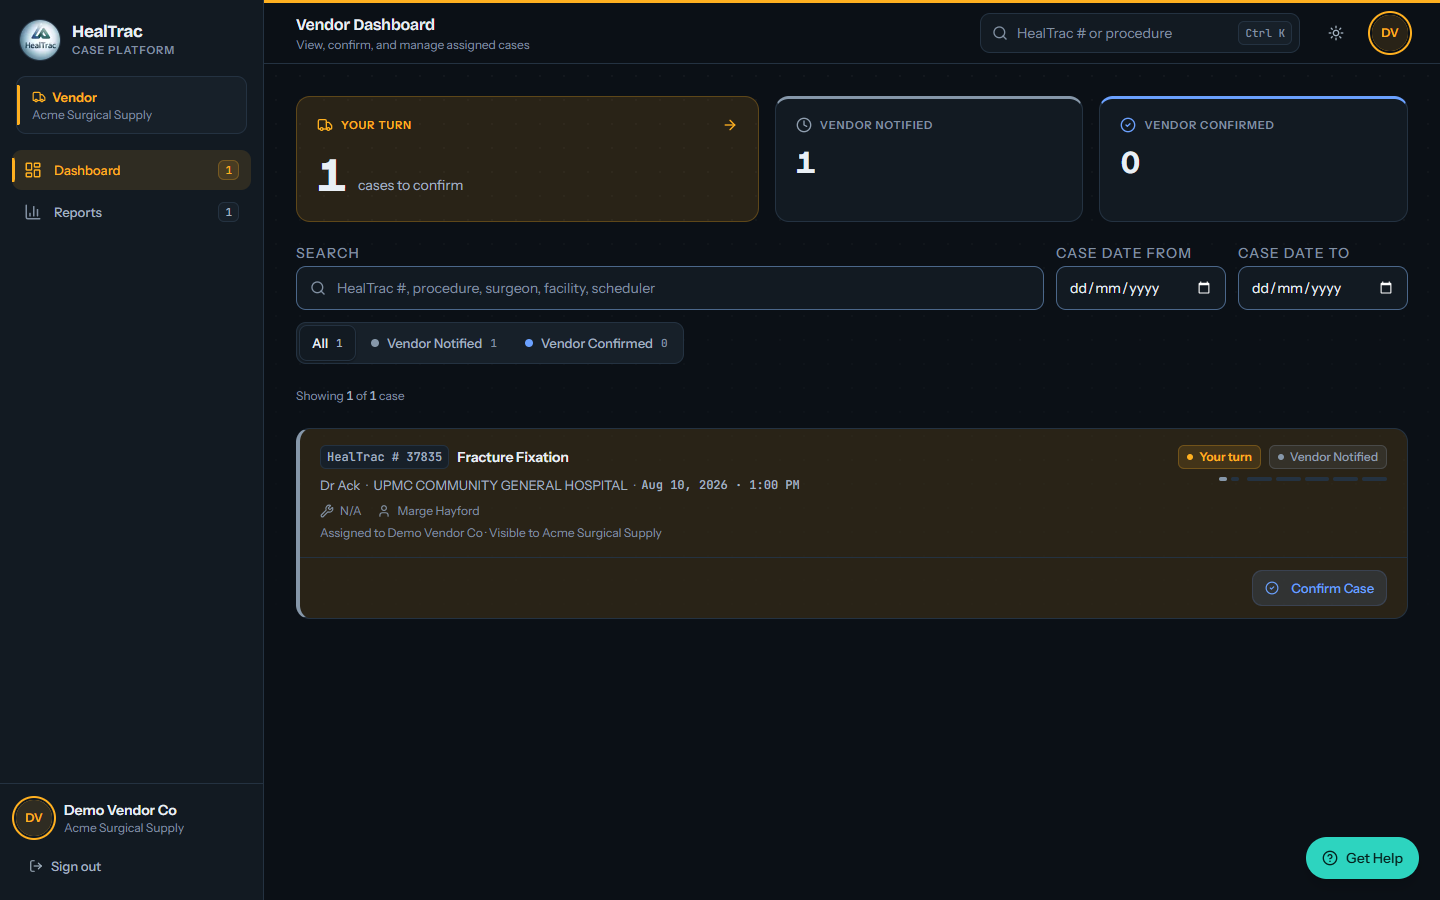 HealTrac
CASE PLATFORM
HealTrac
Vendor
Acme Surgical Supply
Dashboard 1
Reports 1
Demo Vendor Co
DV
Acme Surgical Supply
Sign out
Vendor Dashboard
View, confirm, and manage assigned cases
HealTrac # or procedure Ctrl K
DV
YOUR TURN
1 cases to confirm
VENDOR NOTIFIED
1
VENDOR CONFIRMED
0
SEARCH
HealTrac #, procedure, surgeon, facility, scheduler
CASE DATE FROM
dd/mm/yyyy
CASE DATE TO
dd/mm/yyyy
All 1 Vendor Notified 1 Vendor Confirmed 0
Showing 1 of 1 case
HealTrac # 37835 Fracture Fixation
Your turn Vendor Notified
Dr Ack · UPMC COMMUNITY GENERAL HOSPITAL · Aug 10, 2026 · 1:00 PM
N/A Marge Hayford
Assigned to Demo Vendor Co · Visible to Acme Surgical Supply
Confirm Case
Get Help